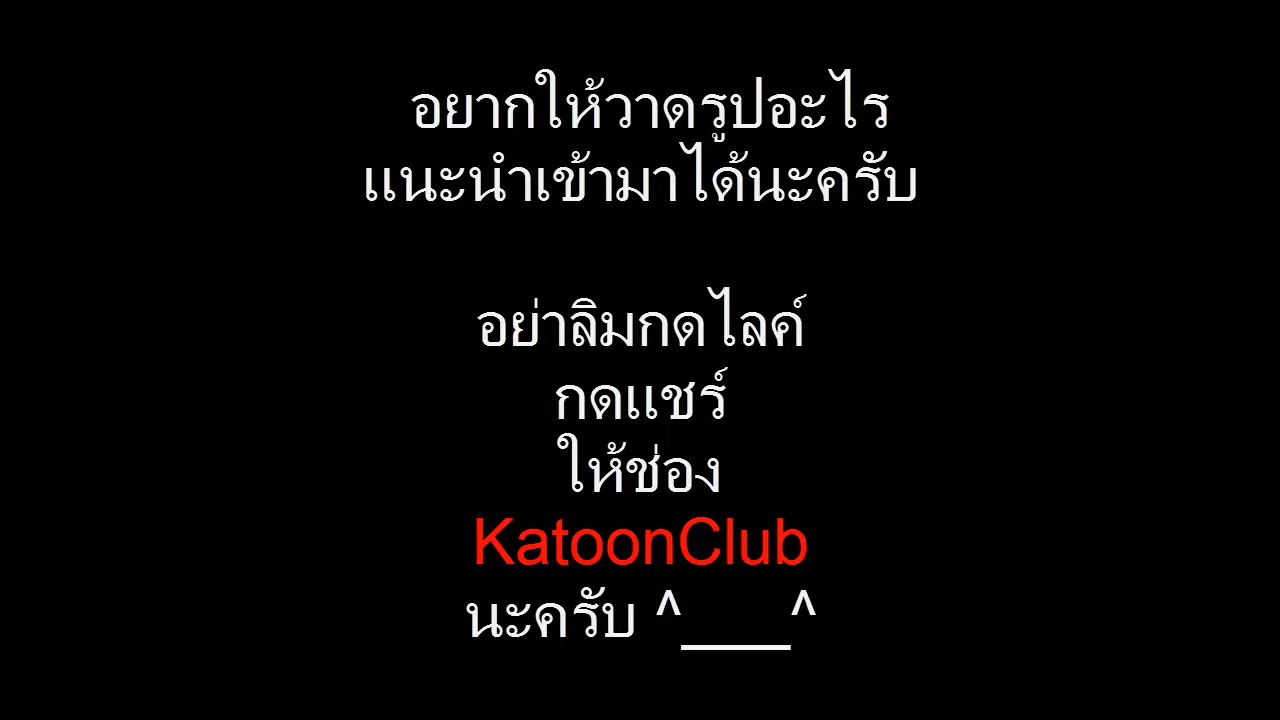 อยากให้วาดรูปอะไร
แนะนำเข้ามาได้นะครับ
อย่าลิมกดไลค์
กดแชร์
ให้ช่อง
KatoonClub
นะครับ ^____^